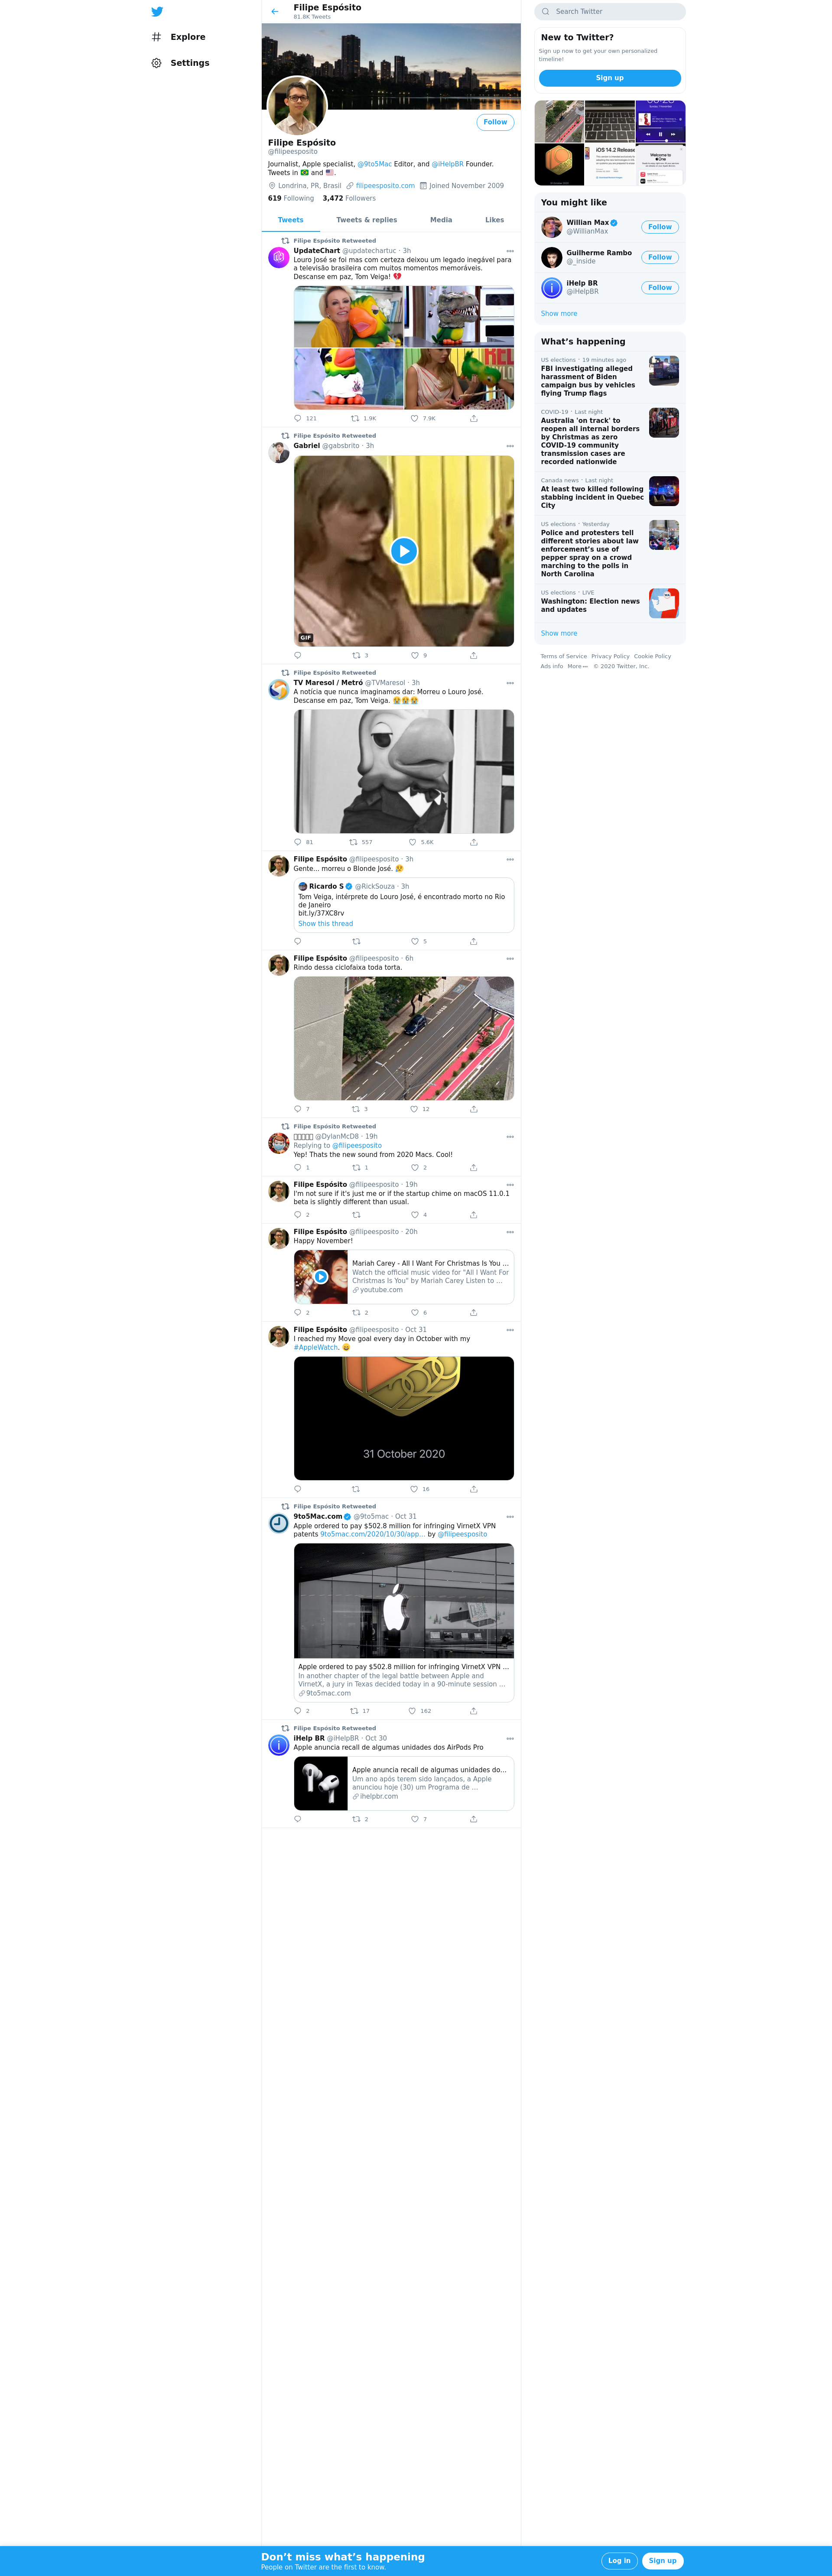 Explore
Settings
Filipe Espósito
81.8K Tweets
Follow
Filipe Espósito
@filipeesposito
Journalist, Apple specialist, @9to5Mac Editor, and @iHelpBR Founder.
Tweets in 🇧🇷 and 🇺🇸.
Londrina, PR, Brasil filipeesposito.com Joined November 2009
619 Following 3,472 Followers
Tweets Tweets & replies Media Likes
Filipe Espósito Retweeted
UpdateChart @updatechartuc · 3h
Louro José se foi mas com certeza deixou um legado inegável para
a televisão brasileira com muitos momentos memoráveis.
Descanse em paz, Tom Veiga! 💔
121 1.9K 7.9K
Filipe Espósito Retweeted
Gabriel @gabsbrito · 3h
GIF
3 9
Filipe Espósito Retweeted
TV Maresol / Metró @TVMaresol · 3h
A notícia que nunca imaginamos dar: Morreu o Louro José.
Descanse em paz, Tom Veiga. 😭😭😭
81 557 5.6K
Filipe Espósito @filipeesposito · 3h
Gente... morreu o Blonde José. 😢
Ricardo S @RickSouza · 3h
Tom Veiga, intérprete do Louro José, é encontrado morto no Rio
de Janeiro
bit.ly/37XC8rv
Show this thread
5
Filipe Espósito @filipeesposito · 6h
Rindo dessa ciclofaixa toda torta.
7 3 12
Filipe Espósito Retweeted
@DylanMcD8 · 19h
Replying to @filipeesposito
Yep! Thats the new sound from 2020 Macs. Cool!
1 1 2
Filipe Espósito @filipeesposito · 19h
I'm not sure if it's just me or if the startup chime on macOS 11.0.1
beta is slightly different than usual.
2 4
Filipe Espósito @filipeesposito · 20h
Happy November!
Mariah Carey - All I Want For Christmas Is You ...
Watch the official music video for "All I Want For
Christmas Is You" by Mariah Carey Listen to ...
youtube.com
2 2 6
Filipe Espósito @filipeesposito · Oct 31
I reached my Move goal every day in October with my
#AppleWatch. 😄
31 October 2020
16
Filipe Espósito Retweeted
9to5Mac.com @9to5mac · Oct 31
Apple ordered to pay $502.8 million for infringing VirnetX VPN
patents 9to5mac.com/2020/10/30/app... by @filipeesposito
Apple ordered to pay $502.8 million for infringing VirnetX VPN ...
In another chapter of the legal battle between Apple and
VirnetX, a jury in Texas decided today in a 90-minute session ...
9to5mac.com
2 17 162
Filipe Espósito Retweeted
iHelp BR @iHelpBR · Oct 30
Apple anuncia recall de algumas unidades dos AirPods Pro
Apple anuncia recall de algumas unidades do...
Um ano após terem sido lançados, a Apple
anunciou hoje (30) um Programa de ...
ihelpbr.com
2 7
Search Twitter
New to Twitter?
Sign up now to get your own personalized
timeline!
Sign up
iOS 14.2 Release
Welcome to
One
You might like
Willian Max
@WillianMax
Follow
Guilherme Rambo
@_inside
Follow
iHelp BR
@iHelpBR
Follow
Show more
What's happening
US elections · 19 minutes ago
FBI investigating alleged
harassment of Biden
campaign bus by vehicles
flying Trump flags
COVID-19 · Last night
Australia 'on track' to
reopen all internal borders
by Christmas as zero
COVID-19 community
transmission cases are
recorded nationwide
Canada news · Last night
At least two killed following
stabbing incident in Quebec
City
US elections · Yesterday
Police and protesters tell
different stories about law
enforcement's use of
pepper spray on a crowd
marching to the polls in
North Carolina
US elections · LIVE
Washington: Election news
and updates
Show more
Terms of Service Privacy Policy Cookie Policy
Ads info More ••• © 2020 Twitter, Inc.
Don't miss what's happening
People on Twitter are the first to know.
Log in
Sign up